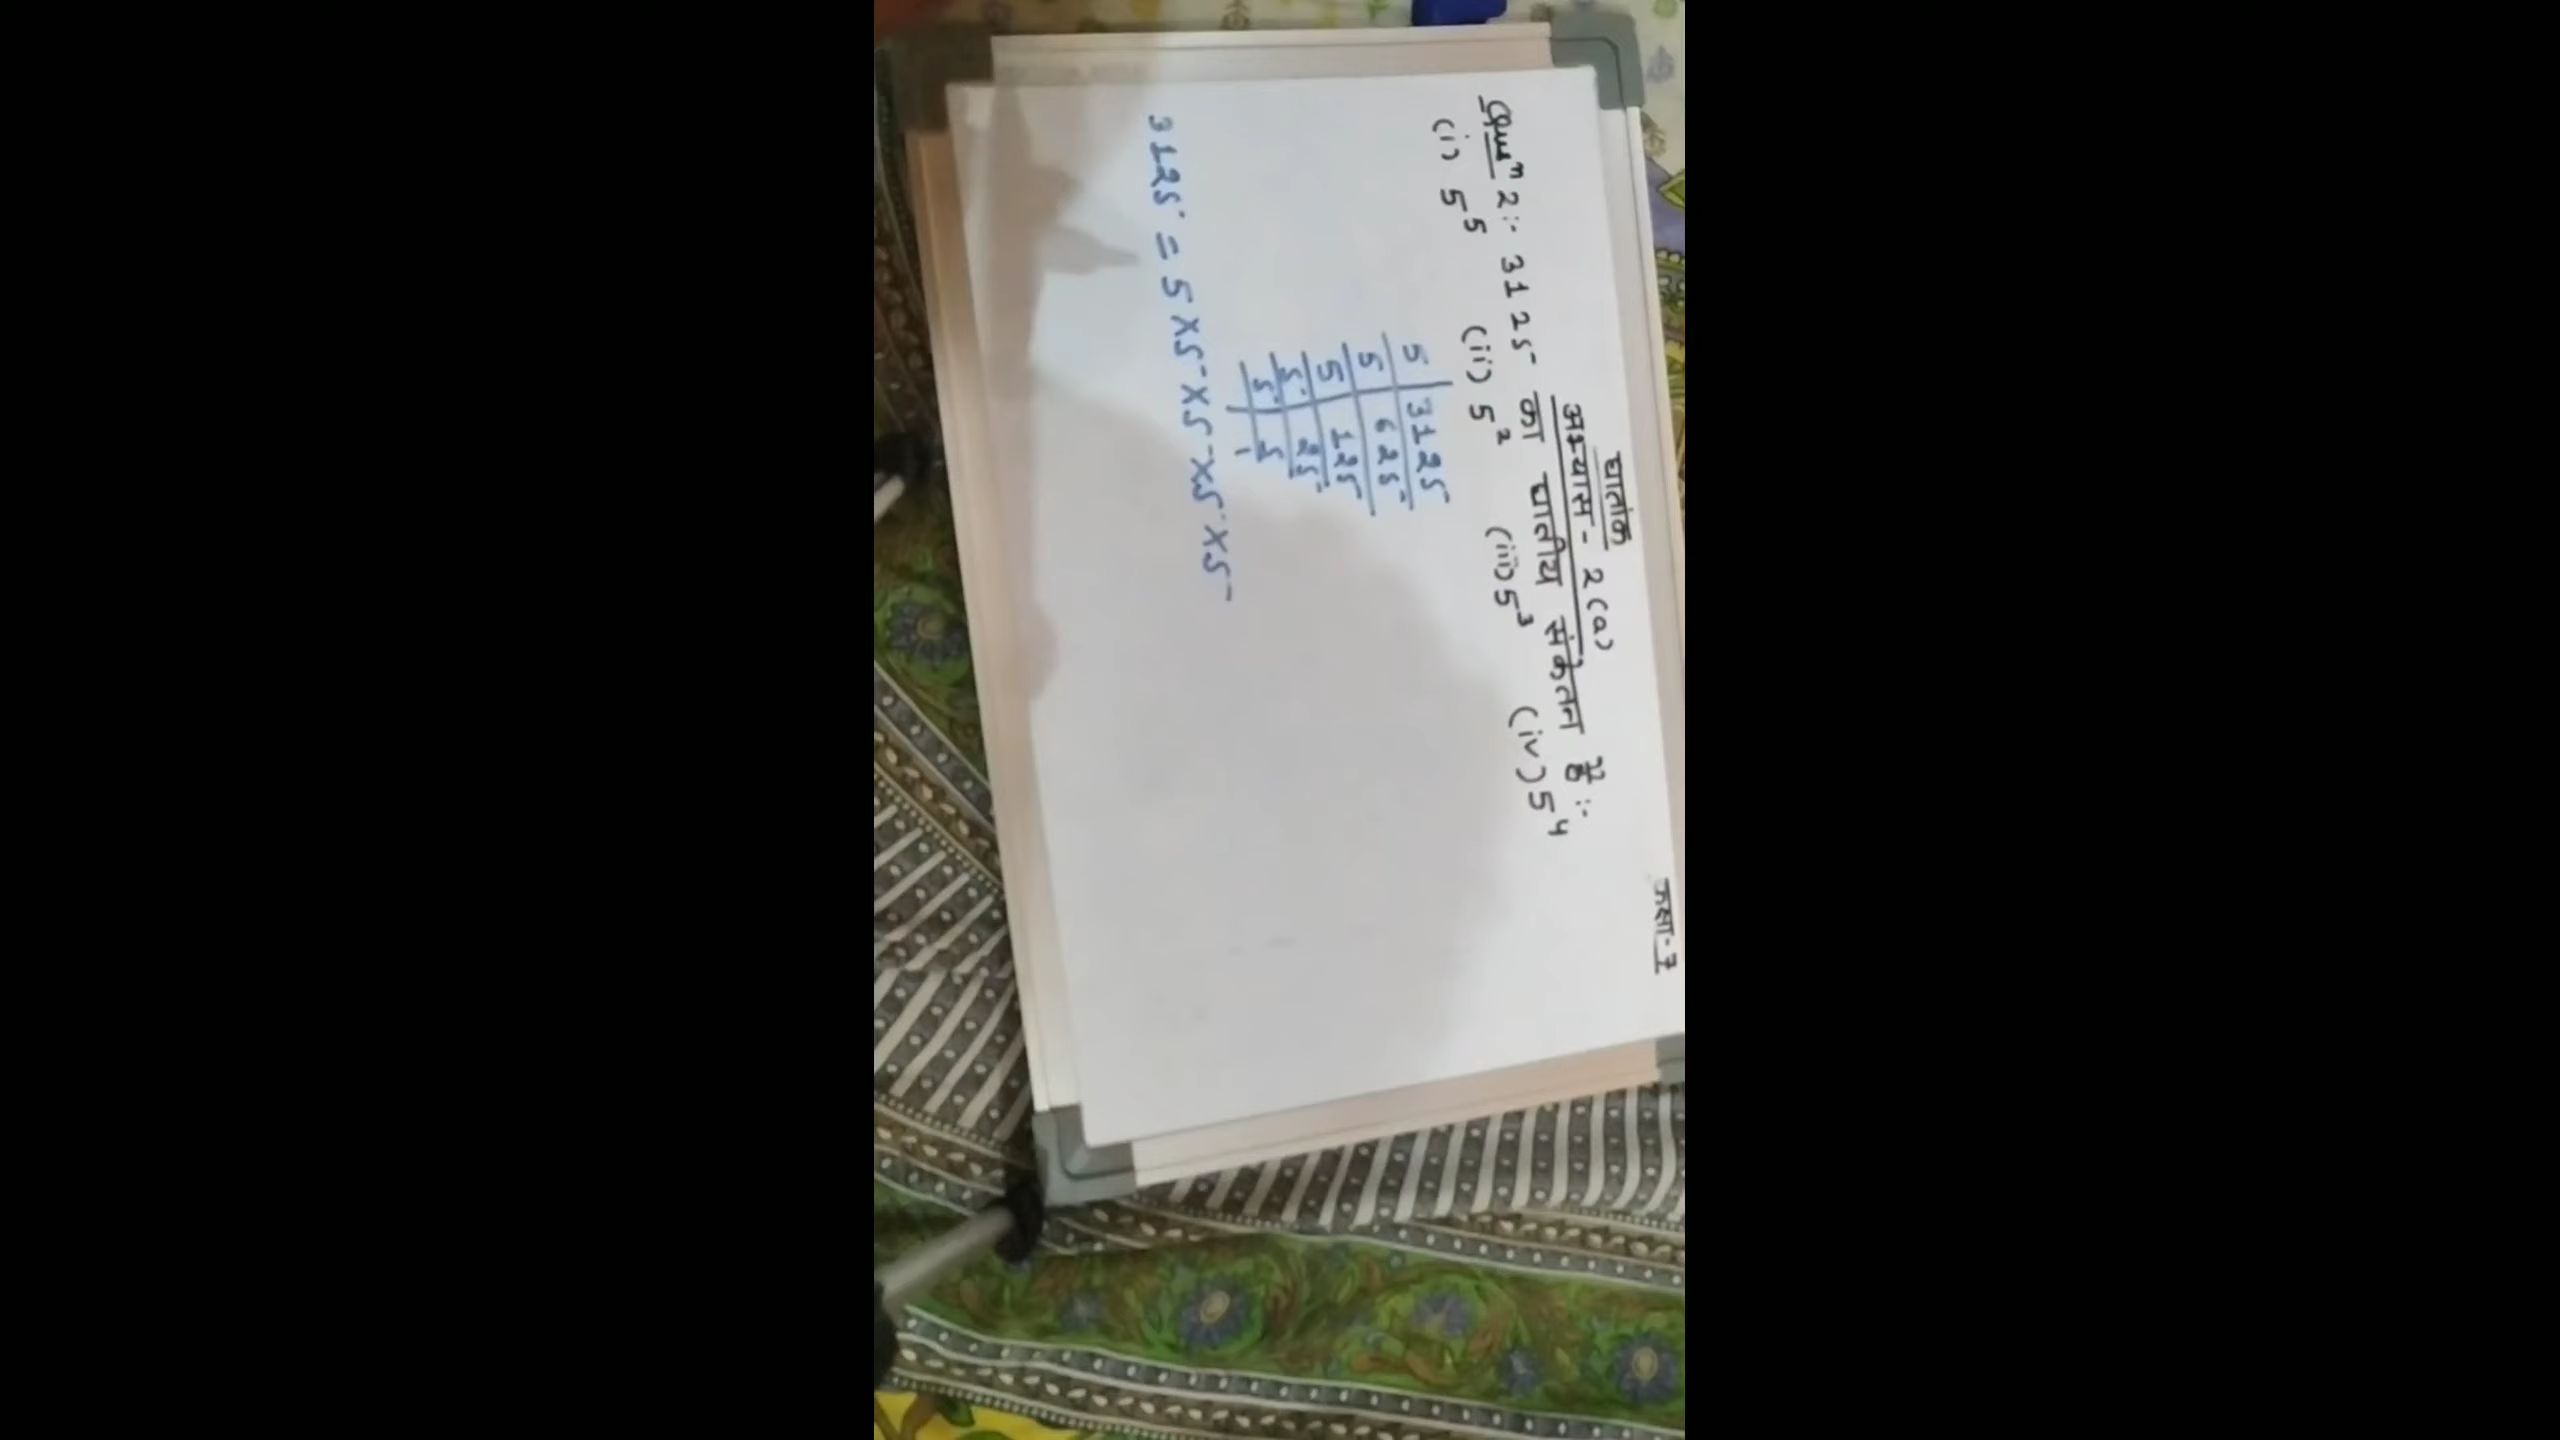 कक्षा-7
घातांक
अभ्यास - 2(a)
Quesⁿ 2:- 3125 का घातीय संकेतन है :-
(i) 5⁵ (ii) 5² (iii) 5³ (iv) 5⁴
5 | 3125
5 | 625
5 | 125
5 | 25
5 | 5
1
3125 = 5×5×5×5×5